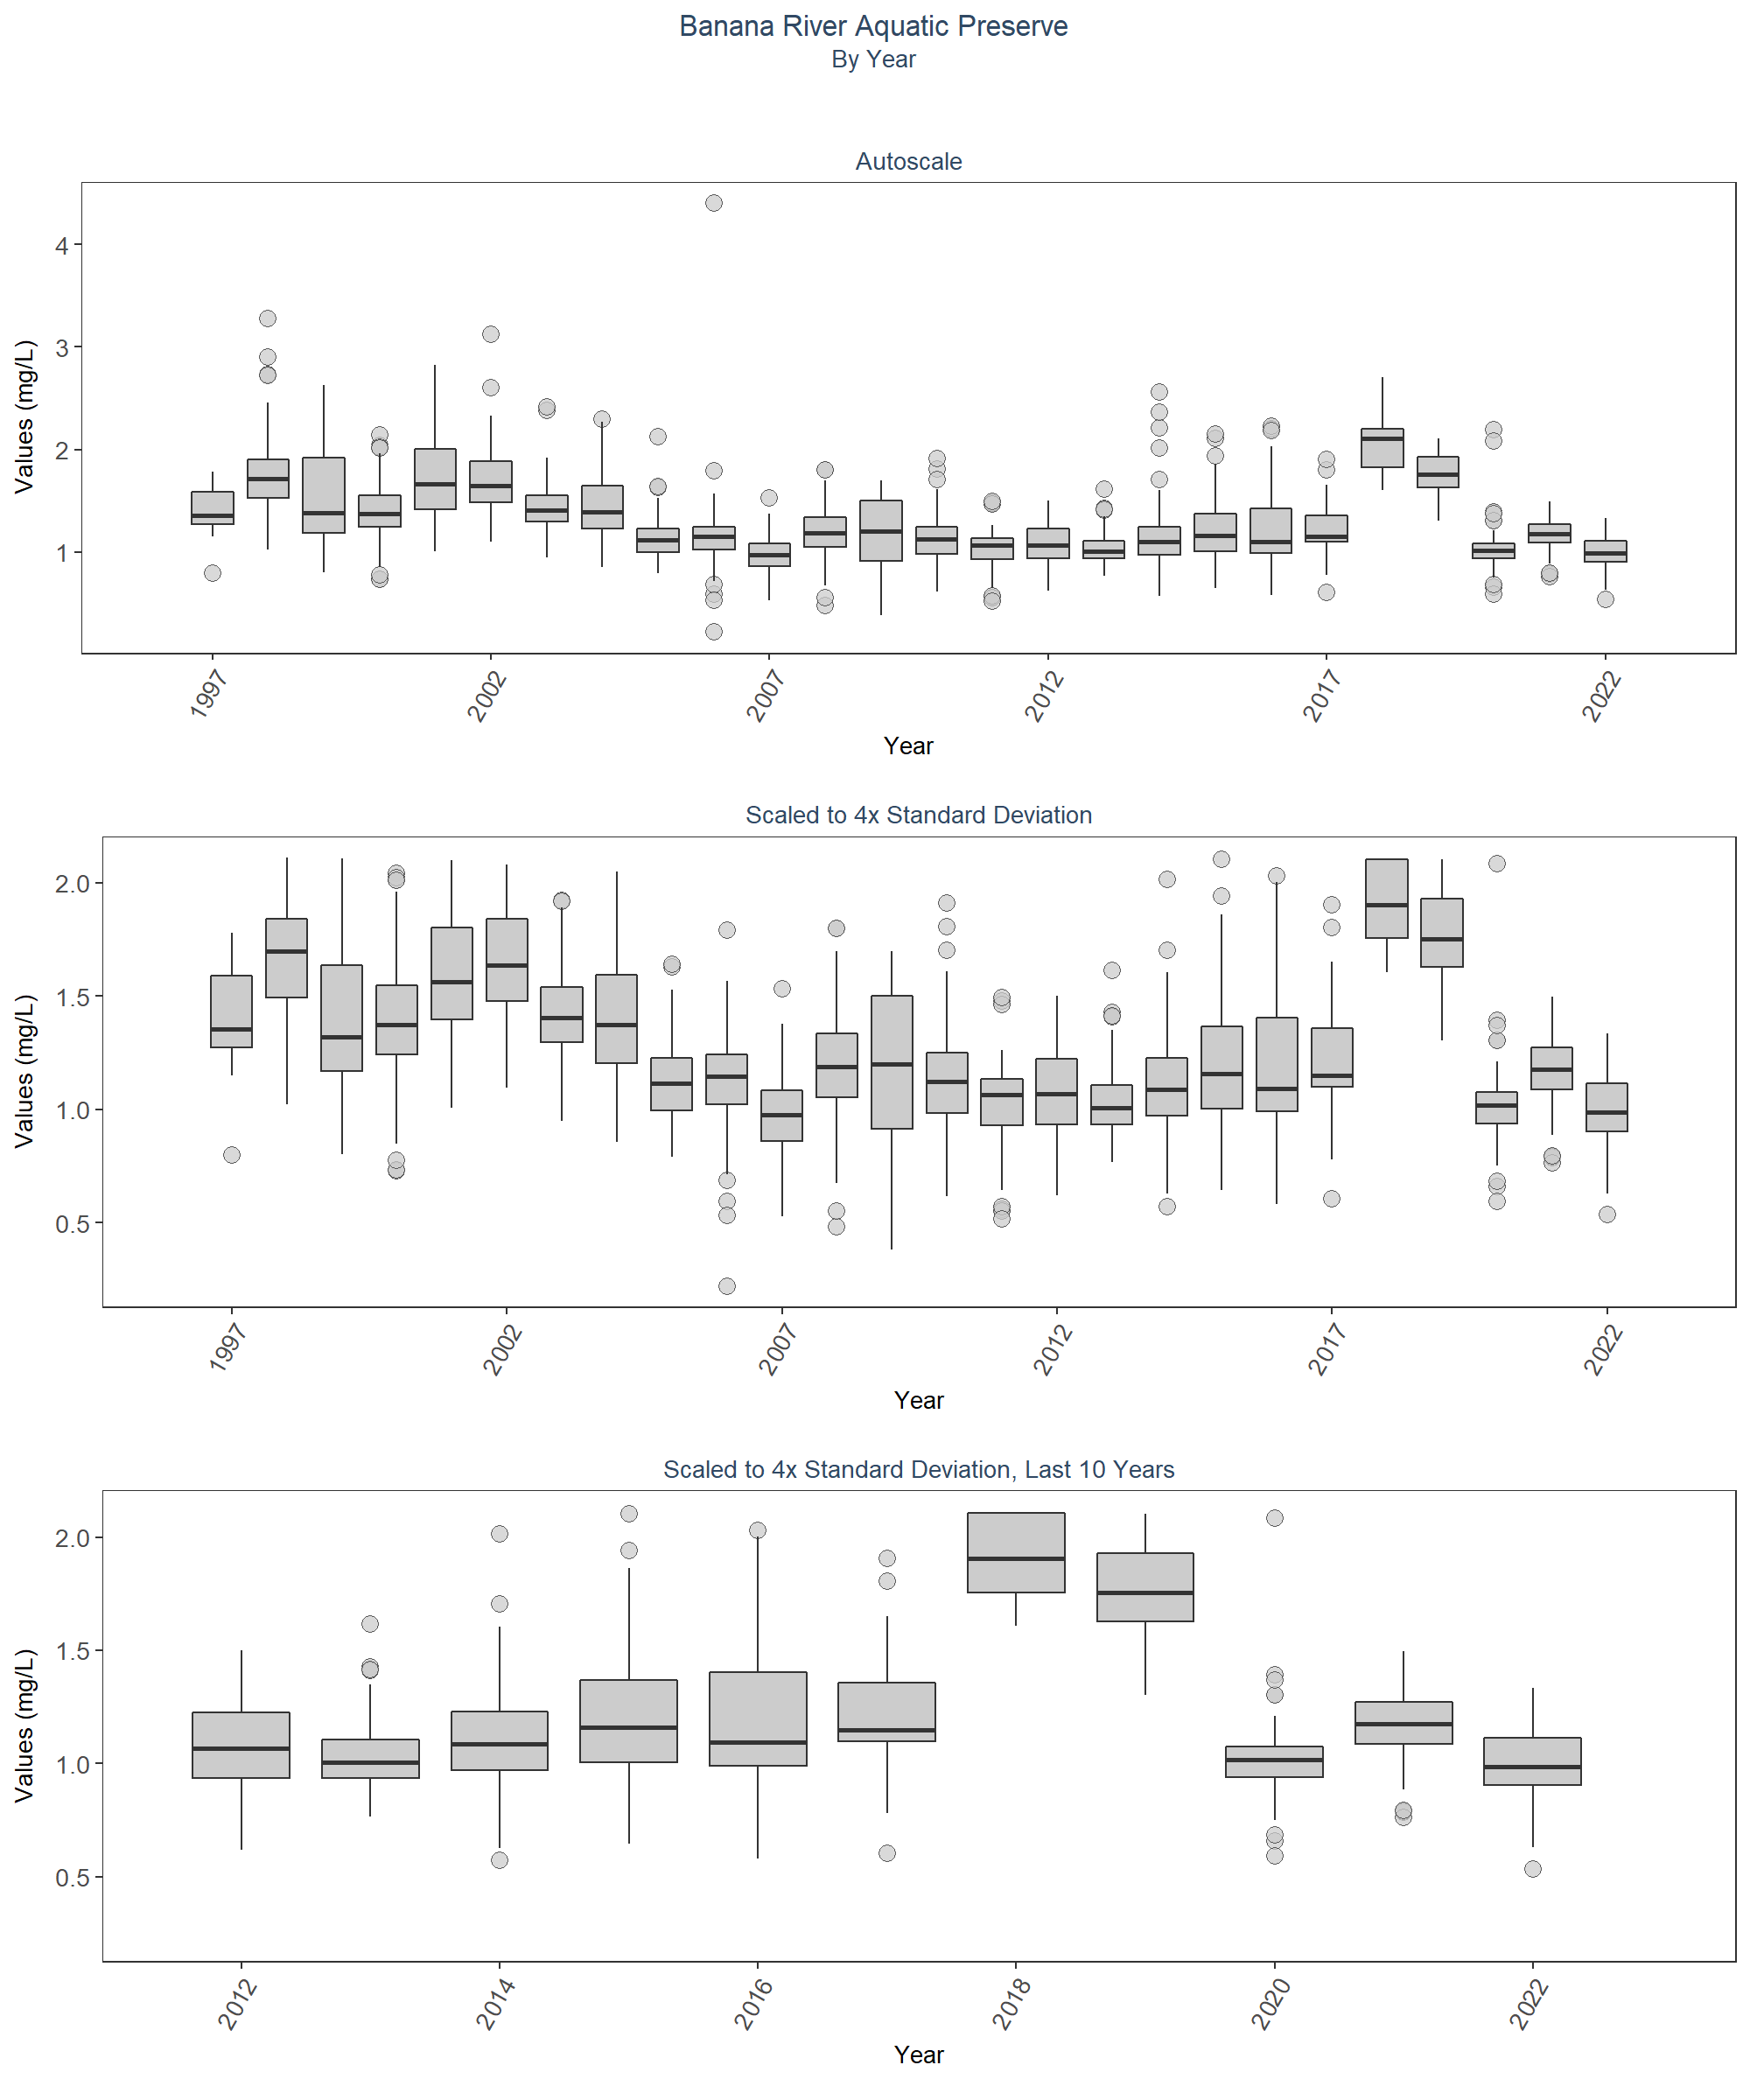 Banana River Aquatic Preserve
By Year
Autoscale
Values (mg/L)
4
3
2
1
1997
2002
2007
2012
2017
2022
Year
Scaled to 4x Standard Deviation
Values (mg/L)
2.0
1.5
1.0
0.5
1997
2002
2007
2012
2017
2022
Year
Scaled to 4x Standard Deviation, Last 10 Years
Values (mg/L)
2.0
1.5
1.0
0.5
2012
2014
2016
2018
2020
2022
Year